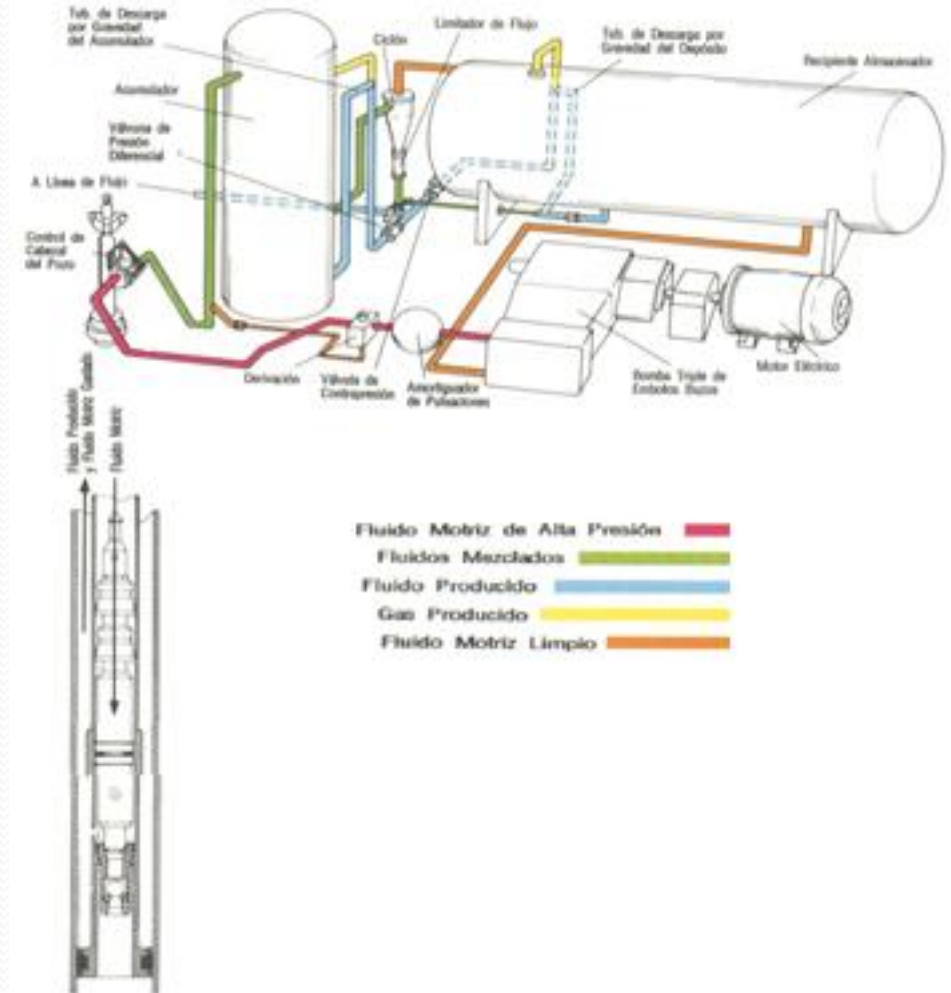 Tub. de Descarga
por Gravedad
del Acumulador
Acumulador
Válvula de
Presión
Diferencial
A Línea de Flujo
Control de
Cabezal
del Pozo
Ciclón
Limitador de Flujo
Tub. de Descarga por
Gravedad del Depósito
Recipiente Almacenador
Derivación
Válvula de
Contrapresión
Amortiguador
de Pulsaciones
Bomba Triple de
Embolos Buzos
Motor Eléctrico
Fluido Producido
y Fluido Motriz Gastado
Fluido Motriz
Fluido Motriz de Alta Presión
Fluidos Mezclados
Fluido Producido
Gas Producido
Fluido Motriz Limpio